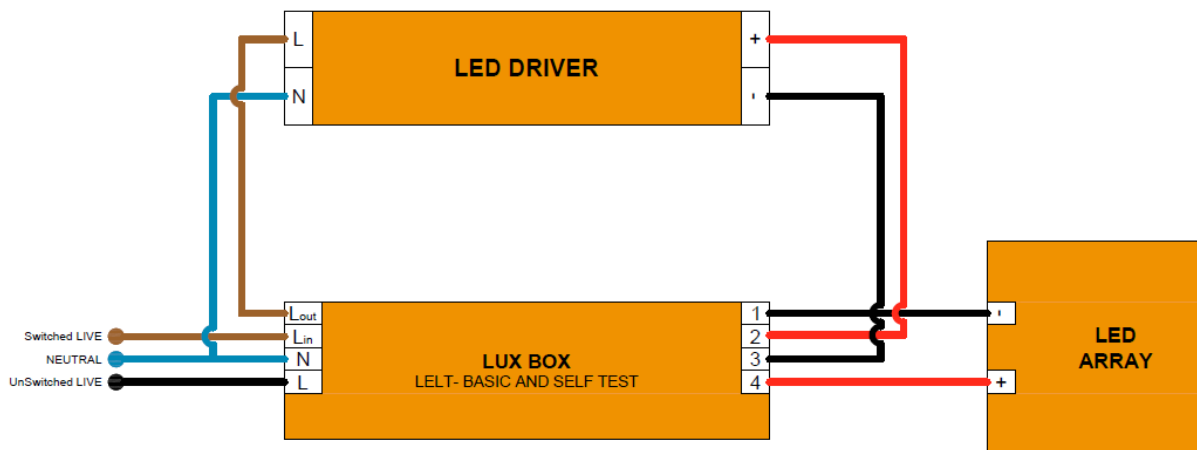 L
N
LED DRIVER
+
-
Switched LIVE
NEUTRAL
UnSwitched LIVE
Lout
Lin
N
L
LUX BOX
LELT- BASIC AND SELF TEST
1
2
3
4
-
+
LED
ARRAY